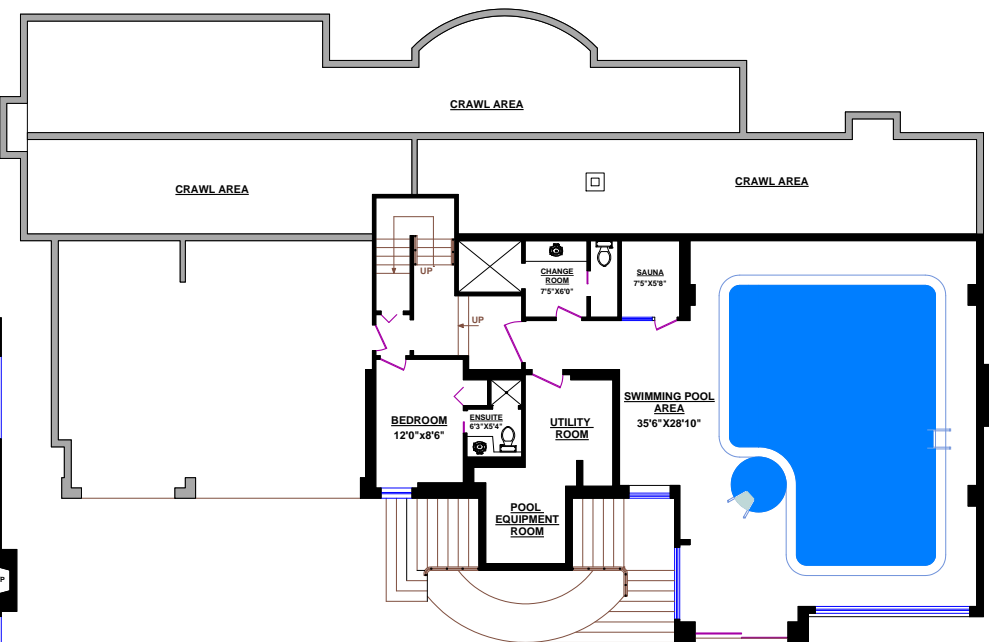 CRAWL AREA
CRAWL AREA
CRAWL AREA
UP
CHANGE
ROOM
7'5"X6'0"
SAUNA
7'5"X5'8"
UP
BEDROOM
12'0"x8'6"
ENSUITE
6'3"X5'4"
UTILITY
ROOM
SWIMMING POOL
AREA
35'6"X28'10"
POOL
EQUIPMENT
ROOM
P